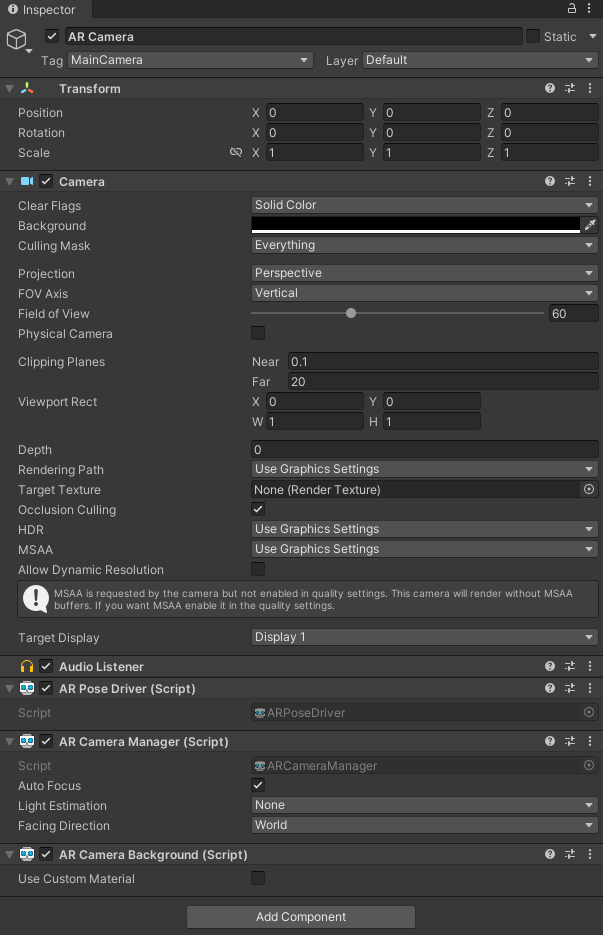 Inspector
AR Camera Static
Tag MainCamera Layer Default
Transform
Position X 0 Y 0 Z 0
Rotation X 0 Y 0 Z 0
Scale X 1 Y 1 Z 1
Camera
Clear Flags Solid Color
Background
Culling Mask Everything
Projection Perspective
FOV Axis Vertical
Field of View 60
Physical Camera
Clipping Planes Near 0.1
Far 20
Viewport Rect X 0 Y 0
W 1 H 1
Depth 0
Rendering Path Use Graphics Settings
Target Texture None (Render Texture)
Occlusion Culling
HDR Use Graphics Settings
MSAA Use Graphics Settings
Allow Dynamic Resolution
MSAA is requested by the camera but not enabled in quality settings. This camera will render without MSAA
buffers. If you want MSAA enable it in the quality settings.
Target Display Display 1
Audio Listener
AR Pose Driver (Script)
Script ARPoseDriver
AR Camera Manager (Script)
Script ARCameraManager
Auto Focus
Light Estimation None
Facing Direction World
AR Camera Background (Script)
Use Custom Material
Add Component